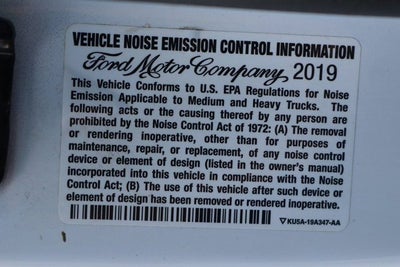 VEHICLE NOISE EMISSION CONTROL INFORMATION
Ford Motor Company 2019
This Vehicle Conforms to U.S. EPA Regulations for Noise
Emission Applicable to Medium and Heavy Trucks. The
following acts or the causing thereof by any person are
prohibited by the Noise Control Act of 1972: (A) The removal
or rendering inoperative, other than for purposes of
maintenance, repair, or replacement, of any noise control
device or element of design (listed in the owner's manual)
incorporated into this vehicle in compliance with the Noise
Control Act; (B) The use of this vehicle after such device or
element of design has been removed or rendered inoperative.
KU5A-19A347-AA